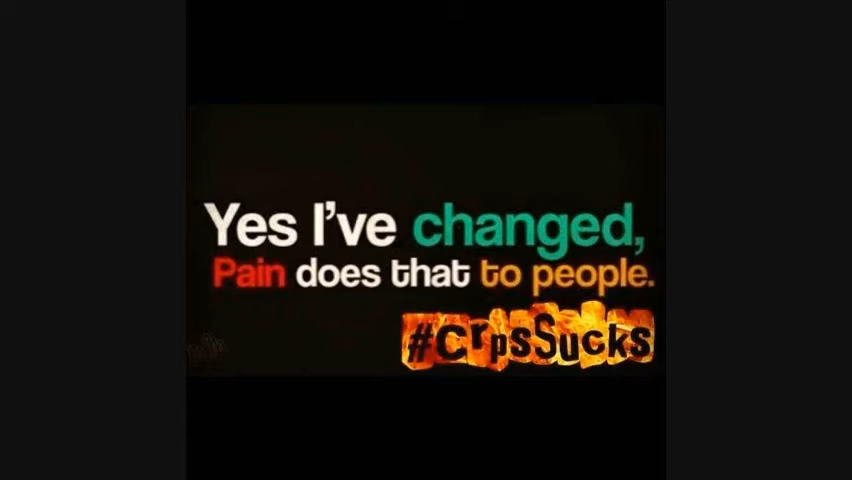 Yes I've changed,
Pain does that to people.
#CrpsSucks